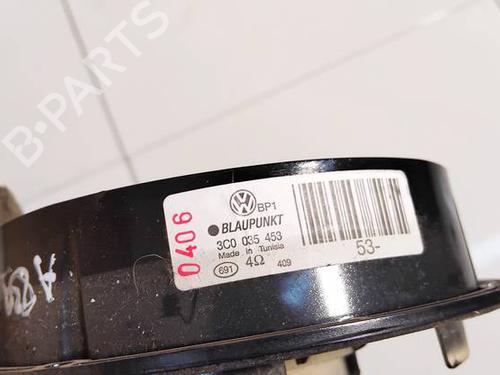 B-PARTS
0406
BP1
BLAUPUNKT
3C0 035 453
Made in Tunisia
691 4Ω 409
53-